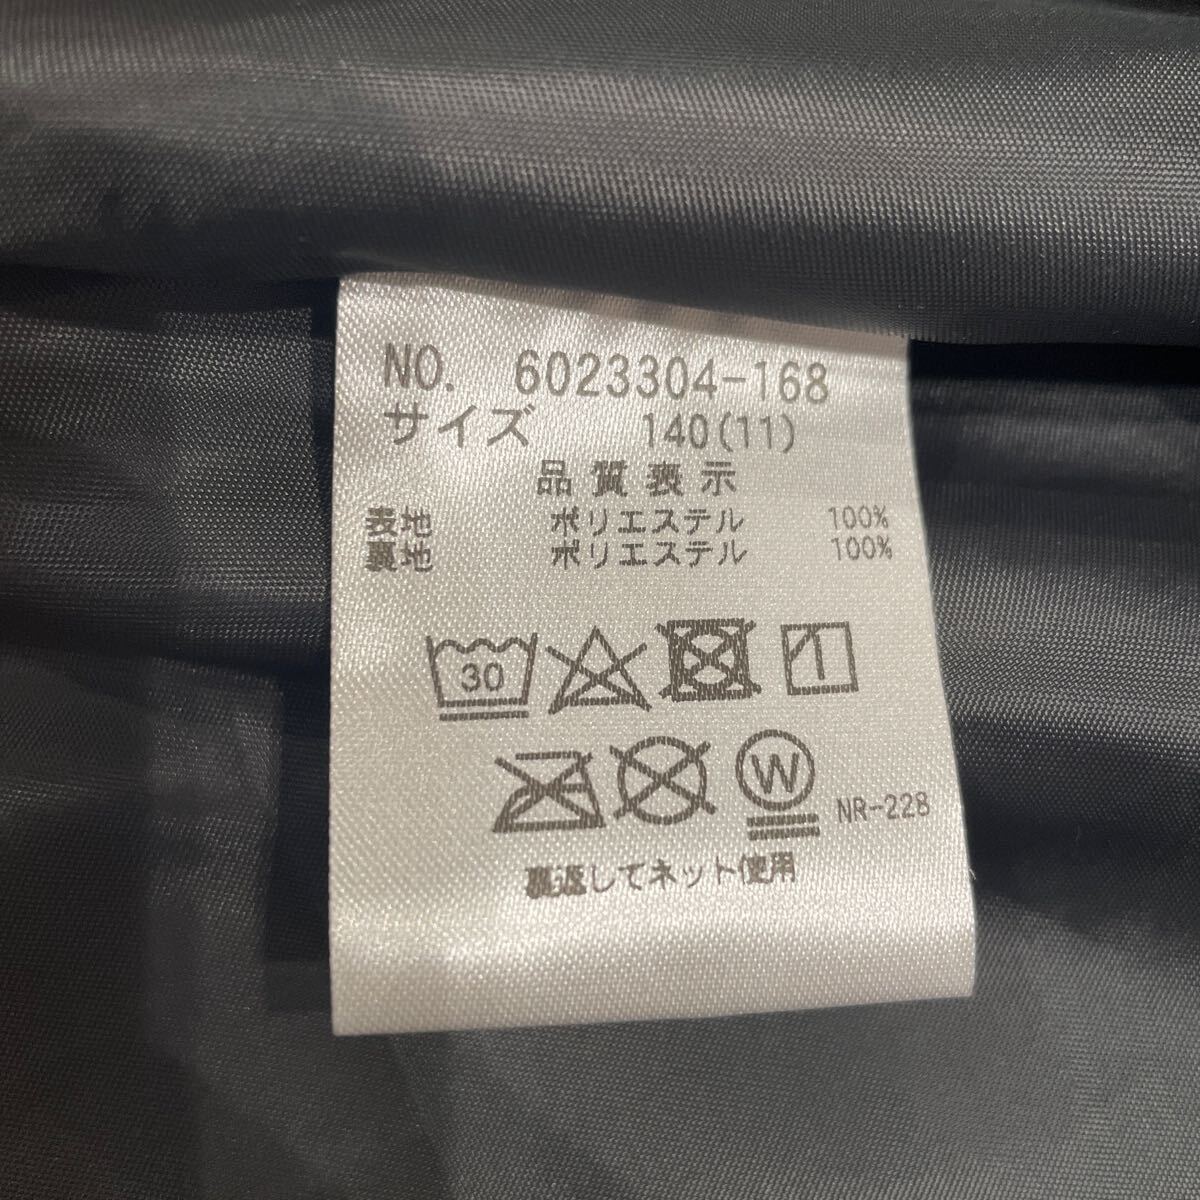 NO. 6023304-168
サイズ 140(11)
品質表示
表地 ポリエステル 100%
裏地 ポリエステル 100%
30
W
NR-228
裏返してネット使用